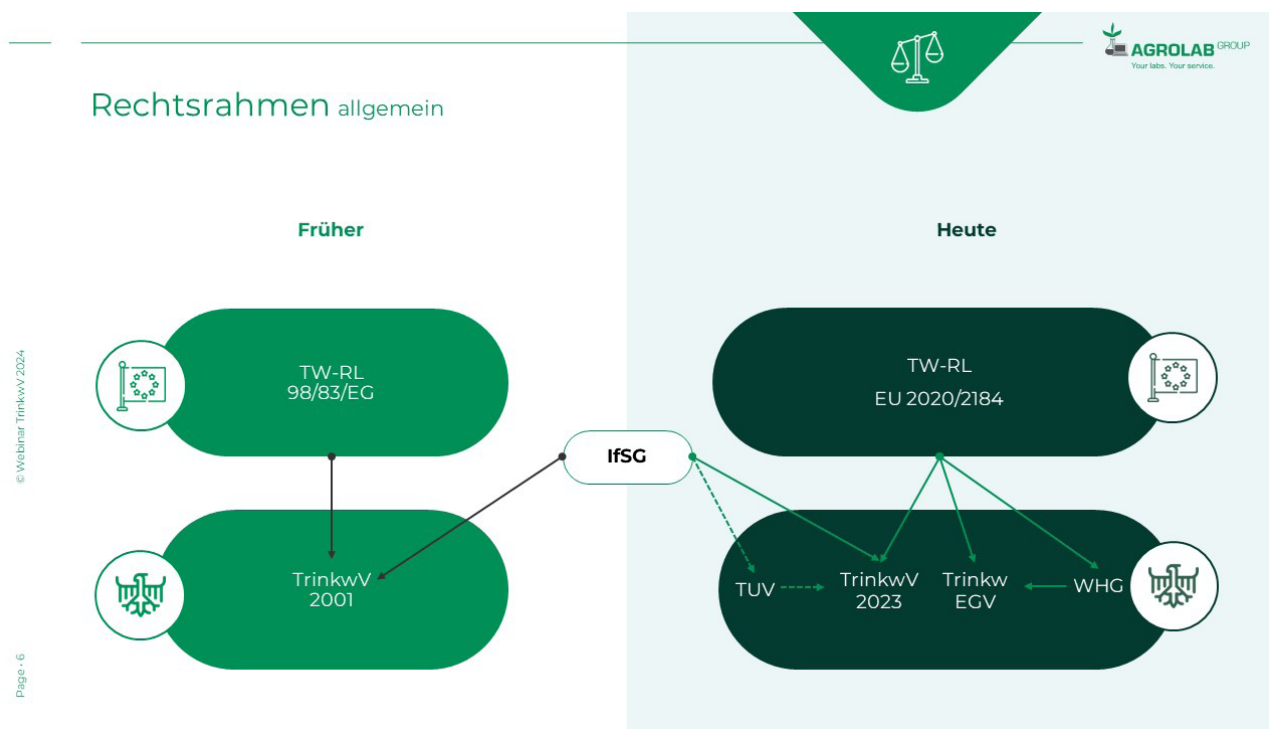 AGROLAB GROUP
Your labs. Your service.
Rechtsrahmen allgemein
Früher
Heute
TW-RL
98/83/EG
TW-RL
EU 2020/2184
IfSG
TrinkwV
2001
TUV
TrinkwV
2023
Trinkw
EGV
WHG
© Webinar TrinkwV 2024
Page · 6